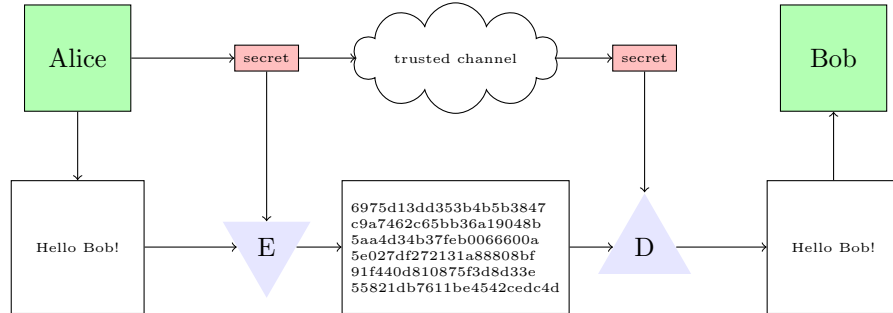 Alice
secret
trusted channel
secret
Bob
Hello Bob!
E
6975d13dd353b4b5b3847
c9a7462c65bb36a19048b
5aa4d34b37feb0066600a
5e027df272131a88808bf
91f440d810875f3d8d33e
55821db7611be4542cedc4d
D
Hello Bob!